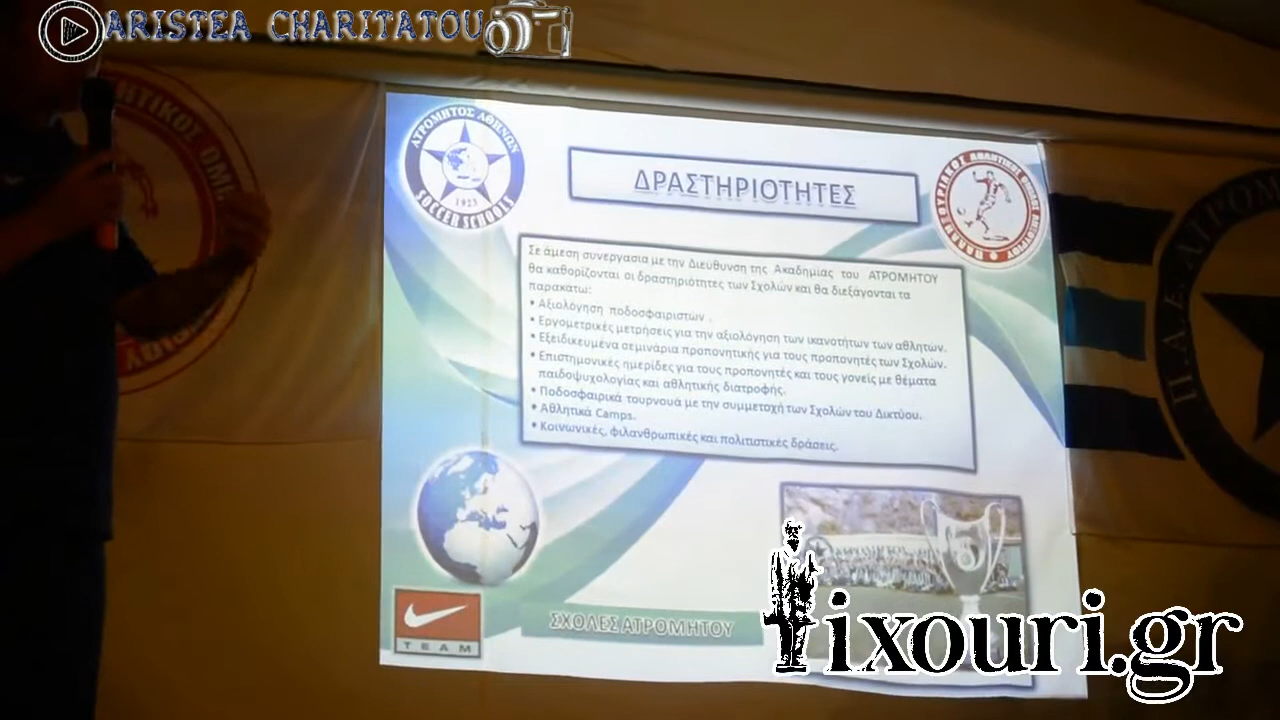 ARISTEA CHARITATOU
ΑΤΡΟΜΗΤΟΣ ΑΘΗΝΩΝ
1923
SOCCER SCHOOLS
ΔΡΑΣΤΗΡΙΟΤΗΤΕΣ
Σε άμεση συνεργασία με την Διεύθυνση της Ακαδημιας του ΑΤΡΟΜΗΤΟΥ
θα καθορίζονται οι δραστηριότητες των Σχολών και θα διεξάγονται τα
παρακάτω:
• Αξιολόγηση ποδοσφαιριστών .
• Εργομετρικές μετρήσεις για την αξιολόγηση των ικανοτήτων των αθλητών.
• Εξειδικευμένα σεμινάρια προπονητικής για τους προπονητές των Σχολών.
• Επιστημονικές ημερίδες για τους προπονητές και τους γονείς με θέματα
παιδοψυχολογίας και αθλητικής διατροφής.
• Ποδοσφαιρικά τουρνουά με την συμμετοχή των Σχολών του Δικτύου.
• Αθλητικά Camps.
• Κοινωνικές, φιλανθρωπικές και πολιτιστικές δράσεις.
TEAM
ΣΧΟΛΕΣ ΑΤΡΟΜΗΤΟΥ
fixouri.gr